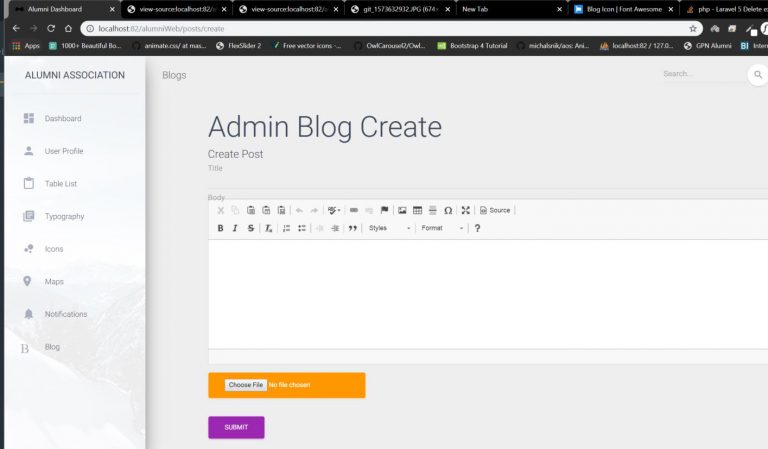 Alumni Dashboard
view-source:localhost:82/a
view-source:localhost:82/a
git_1573632932.JPG (674×
New Tab
Blog Icon | Font Awesome
php - Laravel 5 Delete ex
localhost:82/alumniWeb/posts/create
Apps
1000+ Beautiful Bo...
animate.css/ at mas...
FlexSlider 2
Free vector icons -...
OwlCarousel2/Owl...
Bootstrap 4 Tutorial
michalsnik/aos: Ani...
localhost:82 / 127.0...
GPN Alumni
Inter
ALUMNI ASSOCIATION
Blogs
Search...
Dashboard
User Profile
Table List
Typography
Icons
Maps
Notifications
Blog
Admin Blog Create
Create Post
Title
Body
Source
B I S
Styles
Format
?
Choose File No file chosen
SUBMIT